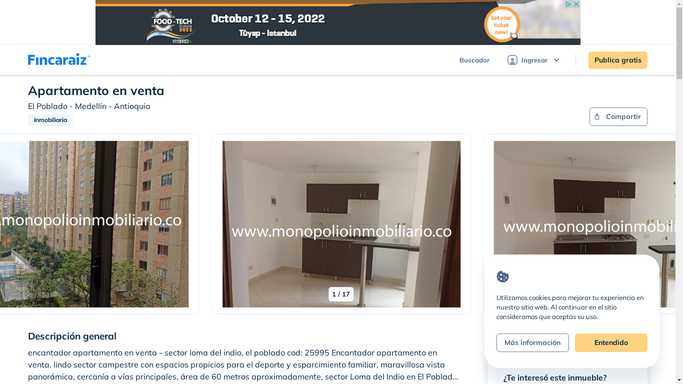 FOOD-TECH
October 12 - 15, 2022
Tüyap - Istanbul
Get your
ticket
now!
Fincaraiz
Buscador
Ingresar
Publica gratis
Apartamento en venta
El Poblado - Medellín - Antioquia
Inmobiliaria
Compartir
www.monopolioinmobiliario.co
www.monopolioinmobiliario.co
www.monopolioinmobiliario.co
1 / 17
Utilizamos cookies para mejorar tu experiencia en
nuestro sitio web. Al continuar en el sitio
consideramos que aceptas su uso.
Más información
Entendido
Descripción general
encantador apartamento en venta - sector loma del indio, el poblado cod: 25995 Encantador apartamento en
venta, lindo sector campestre con espacios propicios para el deporte y esparcimiento familiar, maravillosa vista
panorámica, cercanía a vías principales, área de 60 metros aproximadamente, sector Loma del Indio en El Poblad...
¿Te interesó este inmueble?